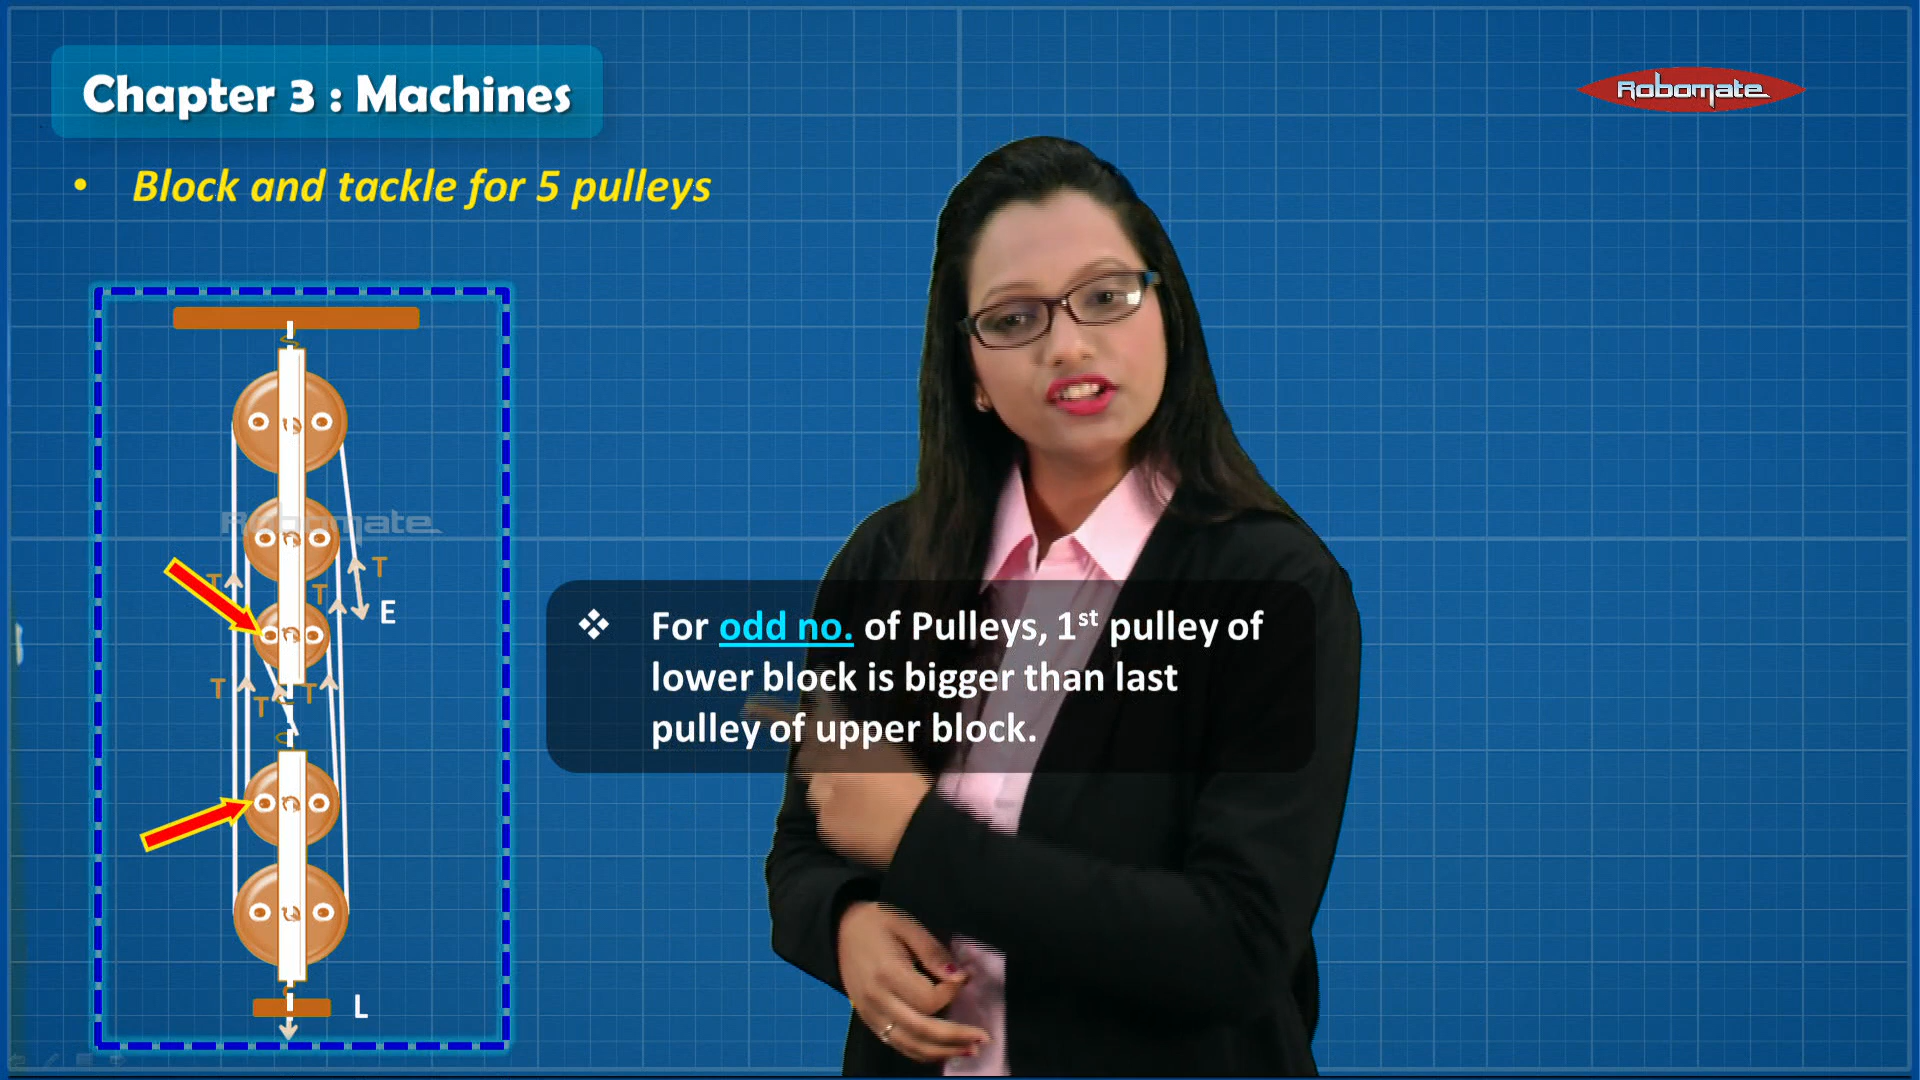 Chapter 3 : Machines
Robomate
• Block and tackle for 5 pulleys
Robomate
T
T
T
E
T
T
T
L
❖ For odd no. of Pulleys, 1st pulley of
lower block is bigger than last
pulley of upper block.